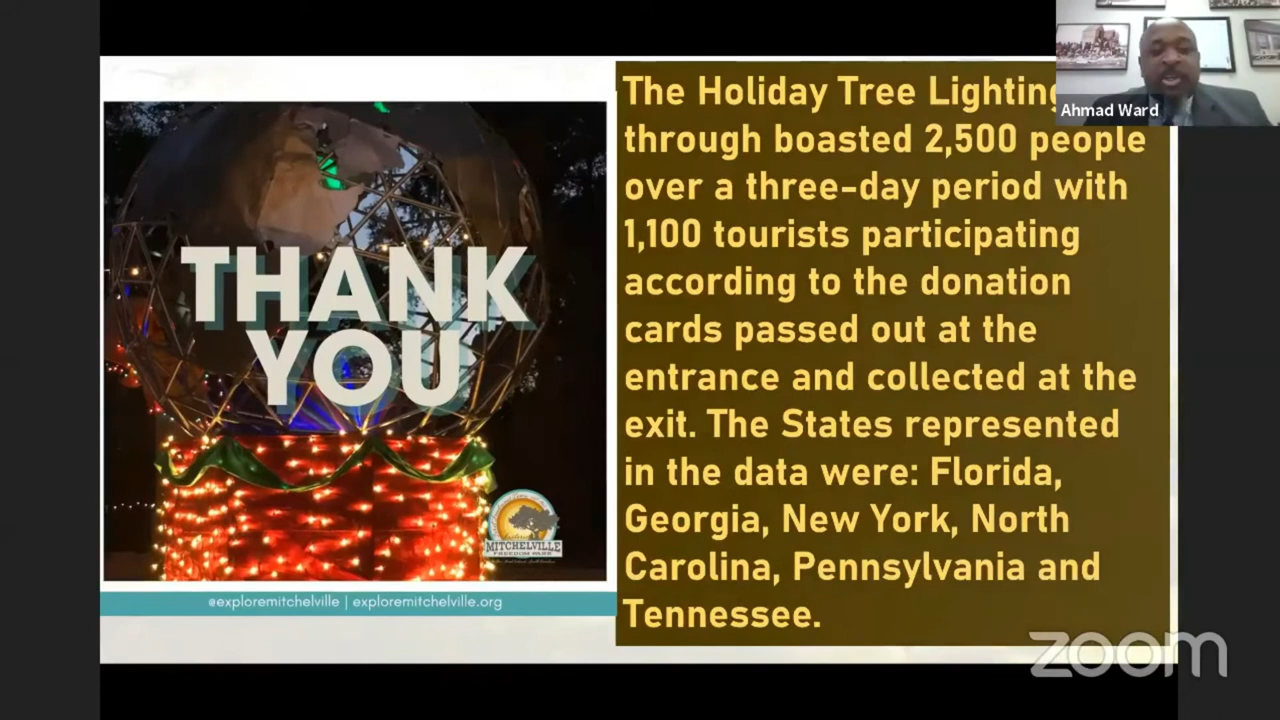 Ahmad Ward
THANK
YOU
MITCHELVILLE
FREEDOM PARK
@exploremitchelville | exploremitchelville.org
The Holiday Tree Lighting
through boasted 2,500 people
over a three-day period with
1,100 tourists participating
according to the donation
cards passed out at the
entrance and collected at the
exit. The States represented
in the data were: Florida,
Georgia, New York, North
Carolina, Pennsylvania and
Tennessee.
zoom